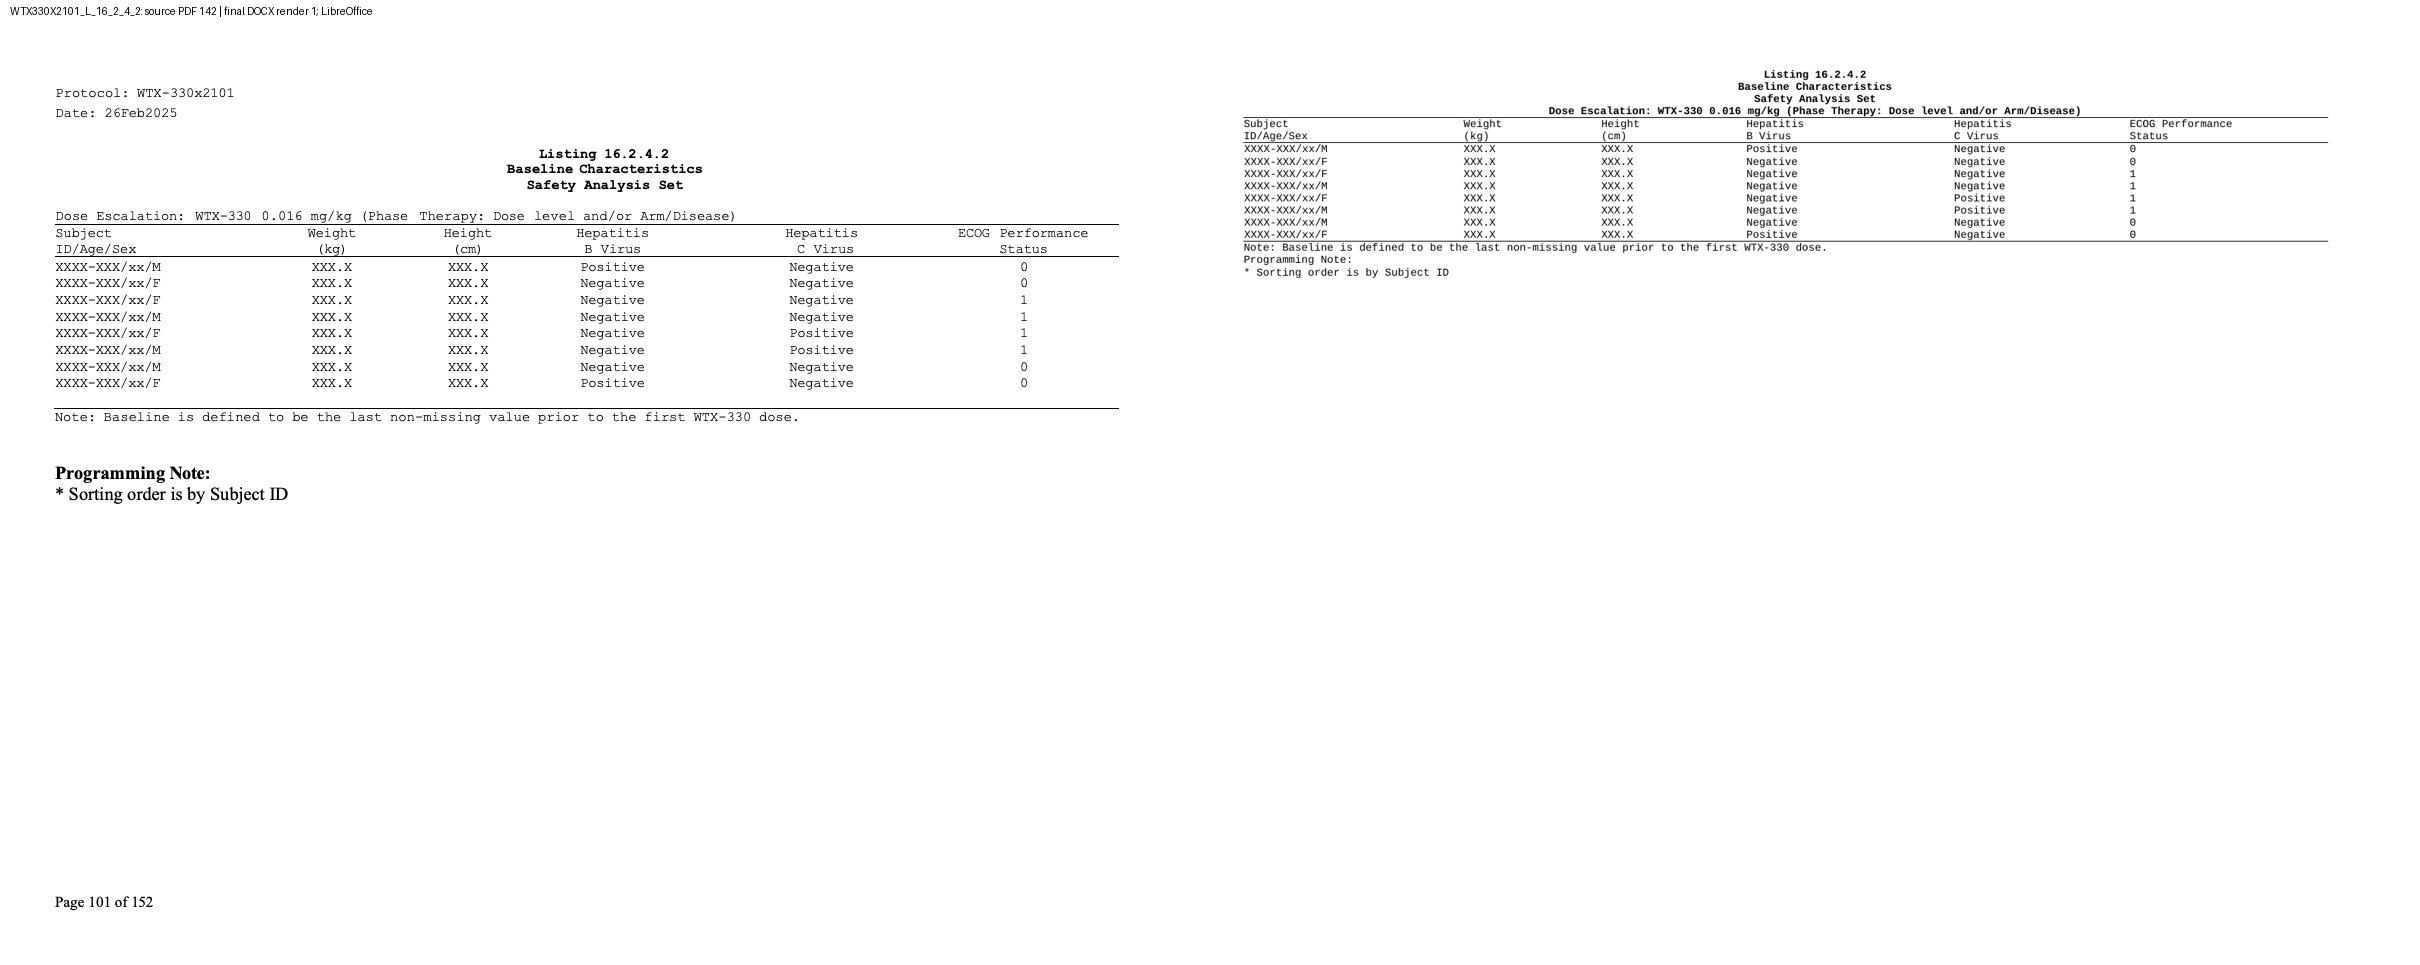 WTX330X2101_L_16_2_4_2: source PDF 142 | final DOCX render 1; LibreOffice
Protocol: WTX-330x2101
Date: 26Feb2025
Listing 16.2.4.2
Baseline Characteristics
Safety Analysis Set
Dose Escalation: WTX-330 0.016 mg/kg (Phase Therapy: Dose level and/or Arm/Disease)
Subject Weight Height Hepatitis Hepatitis ECOG Performance
ID/Age/Sex (kg) (cm) B Virus C Virus Status
XXXX-XXX/xx/M XXX.X XXX.X Positive Negative 0
XXXX-XXX/xx/F XXX.X XXX.X Negative Negative 0
XXXX-XXX/xx/F XXX.X XXX.X Negative Negative 1
XXXX-XXX/xx/M XXX.X XXX.X Negative Negative 1
XXXX-XXX/xx/F XXX.X XXX.X Negative Positive 1
XXXX-XXX/xx/M XXX.X XXX.X Negative Positive 1
XXXX-XXX/xx/M XXX.X XXX.X Negative Negative 0
XXXX-XXX/xx/F XXX.X XXX.X Positive Negative 0
Note: Baseline is defined to be the last non-missing value prior to the first WTX-330 dose.
Programming Note:
* Sorting order is by Subject ID
Page 101 of 152
Listing 16.2.4.2
Baseline Characteristics
Safety Analysis Set
Dose Escalation: WTX-330 0.016 mg/kg (Phase Therapy: Dose level and/or Arm/Disease)
Subject Weight Height Hepatitis Hepatitis ECOG Performance
ID/Age/Sex (kg) (cm) B Virus C Virus Status
XXXX-XXX/xx/M XXX.X XXX.X Positive Negative 0
XXXX-XXX/xx/F XXX.X XXX.X Negative Negative 0
XXXX-XXX/xx/F XXX.X XXX.X Negative Negative 1
XXXX-XXX/xx/M XXX.X XXX.X Negative Negative 1
XXXX-XXX/xx/F XXX.X XXX.X Negative Positive 1
XXXX-XXX/xx/M XXX.X XXX.X Negative Positive 1
XXXX-XXX/xx/M XXX.X XXX.X Negative Negative 0
XXXX-XXX/xx/F XXX.X XXX.X Positive Negative 0
Note: Baseline is defined to be the last non-missing value prior to the first WTX-330 dose.
Programming Note:
* Sorting order is by Subject ID